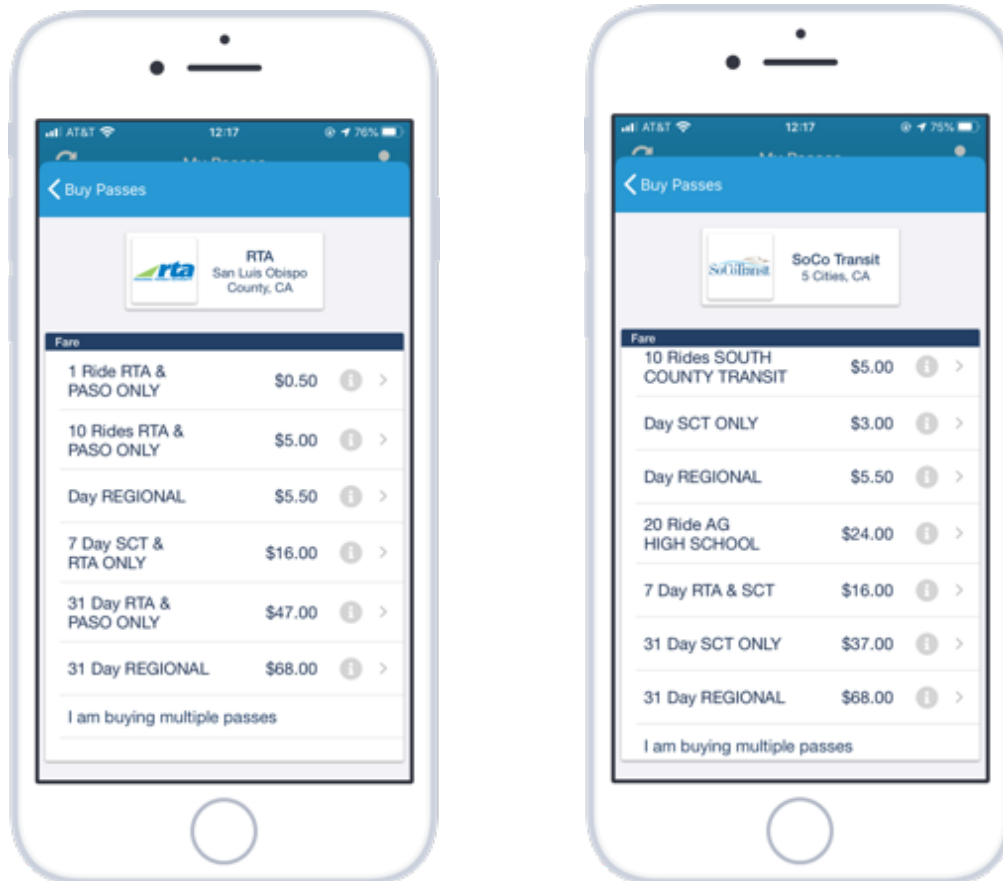 AT&T 12:17 76%
Buy Passes
rta
RTA
San Luis Obispo
County, CA
Fare
1 Ride RTA &
PASO ONLY
$0.50
10 Rides RTA &
PASO ONLY
$5.00
Day REGIONAL $5.50
7 Day SCT &
RTA ONLY
$16.00
31 Day RTA &
PASO ONLY
$47.00
31 Day REGIONAL $68.00
I am buying multiple passes
AT&T 12:17 75%
Buy Passes
SoCoTransit
SoCo Transit
5 Cities, CA
Fare
10 Rides SOUTH
COUNTY TRANSIT
$5.00
Day SCT ONLY $3.00
Day REGIONAL $5.50
20 Ride AG
HIGH SCHOOL
$24.00
7 Day RTA & SCT $16.00
31 Day SCT ONLY $37.00
31 Day REGIONAL $68.00
I am buying multiple passes